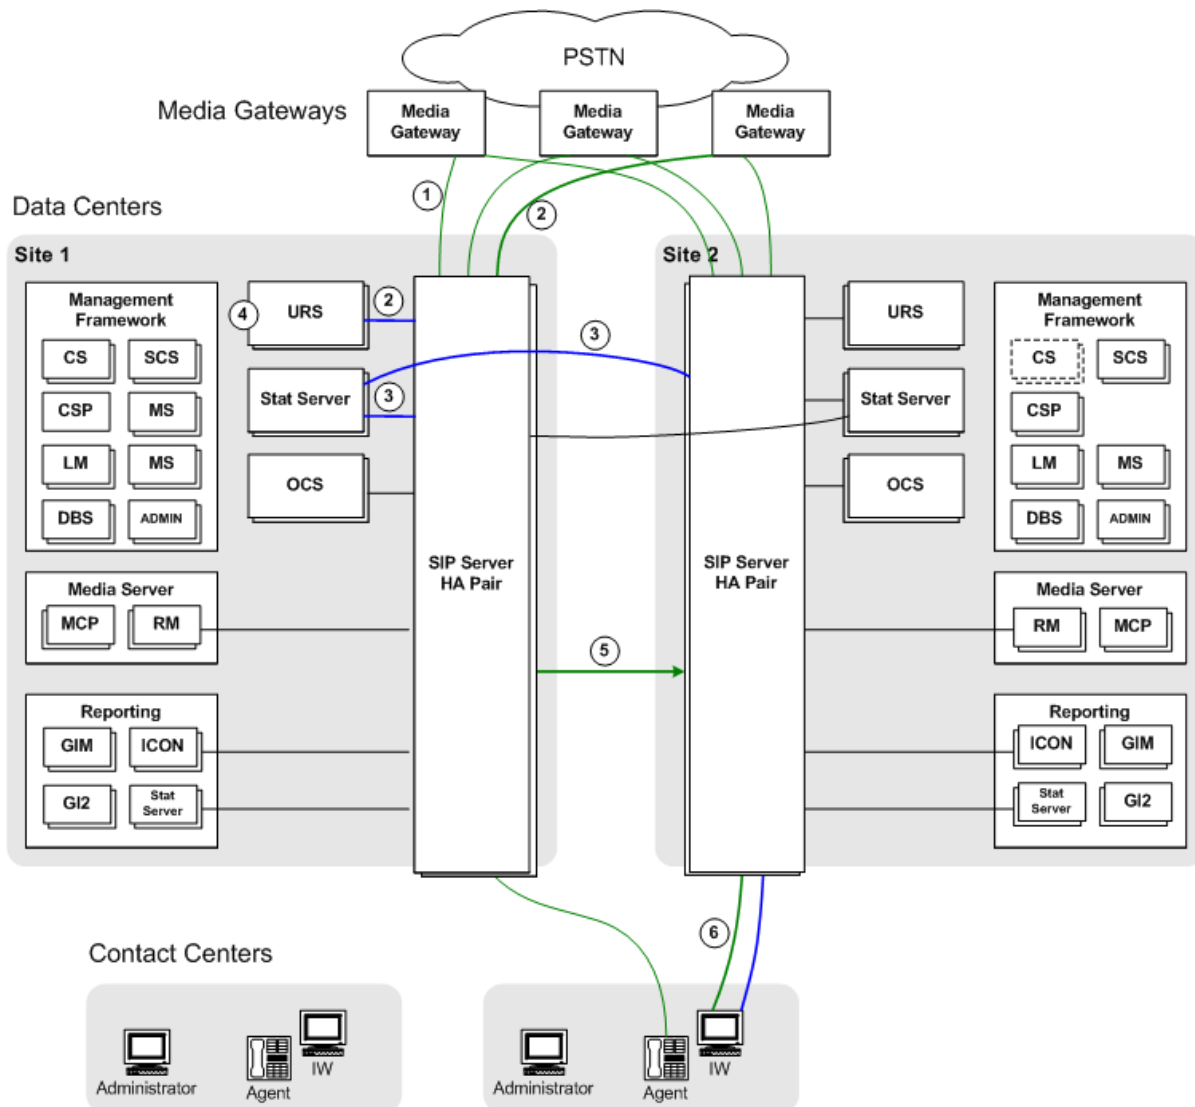 PSTN
Media Gateways
Media
Gateway
Media
Gateway
Media
Gateway
1
2
Data Centers
Site 1
Site 2
Management
Framework
CS
SCS
CSP
MS
LM
MS
DBS
ADMIN
4
URS
2
Stat Server
3
OCS
3
SIP Server
HA Pair
SIP Server
HA Pair
URS
Stat Server
OCS
Management
Framework
CS
SCS
CSP
LM
MS
DBS
ADMIN
Media Server
MCP
RM
5
Media Server
RM
MCP
Reporting
GIM
ICON
GI2
Stat
Server
Reporting
ICON
GIM
Stat
Server
GI2
6
Contact Centers
Administrator
Agent
IW
Administrator
Agent
IW